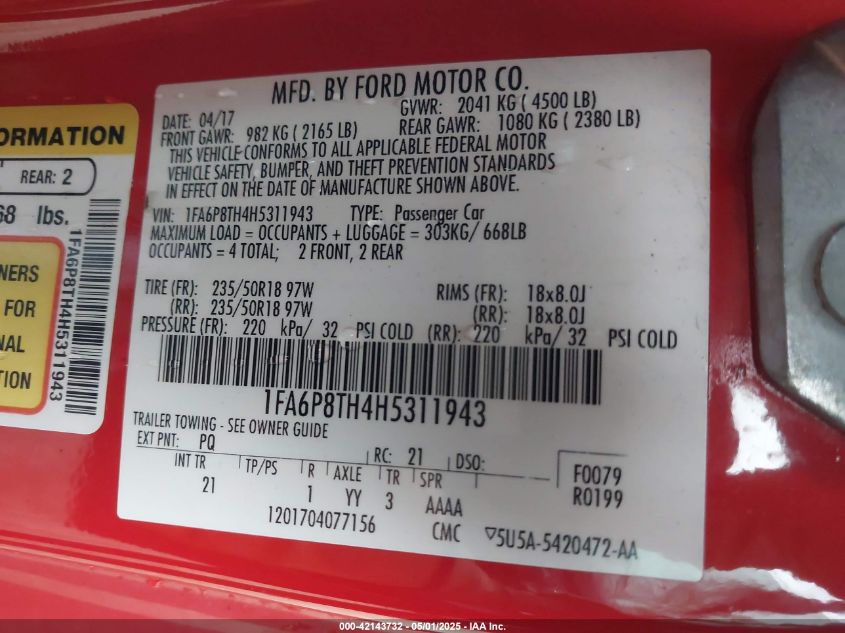 ORMATION
REAR: 2
68 lbs.
NERS
FOR
NAL
TION
1FA6P8TH4H5311943
MFD. BY FORD MOTOR CO.
DATE: 04/17 GVWR: 2041 KG ( 4500 LB)
FRONT GAWR: 982 KG ( 2165 LB) REAR GAWR: 1080 KG ( 2380 LB)
THIS VEHICLE CONFORMS TO ALL APPLICABLE FEDERAL MOTOR
VEHICLE SAFETY, BUMPER, AND THEFT PREVENTION STANDARDS
IN EFFECT ON THE DATE OF MANUFACTURE SHOWN ABOVE.
VIN: 1FA6P8TH4H5311943 TYPE: Passenger Car
MAXIMUM LOAD = OCCUPANTS + LUGGAGE = 303KG/ 668LB
OCCUPANTS = 4 TOTAL; 2 FRONT, 2 REAR
TIRE (FR): 235/50R18 97W RIMS (FR): 18x8.0J
(RR): 235/50R18 97W (RR): 18x8.0J
PRESSURE (FR): 220 kPa/ 32 PSI COLD (RR): 220 kPa/ 32 PSI COLD
1FA6P8TH4H5311943
TRAILER TOWING - SEE OWNER GUIDE
EXT PNT: PQ RC: 21 DSO: F0079
INT TR TP/PS R AXLE TR SPR R0199
21 1 YY 3 AAAA
1201704077156 CMC ▽5U5A-5420472-AA
000-42143732 - 05/01/2025 - IAA Inc.